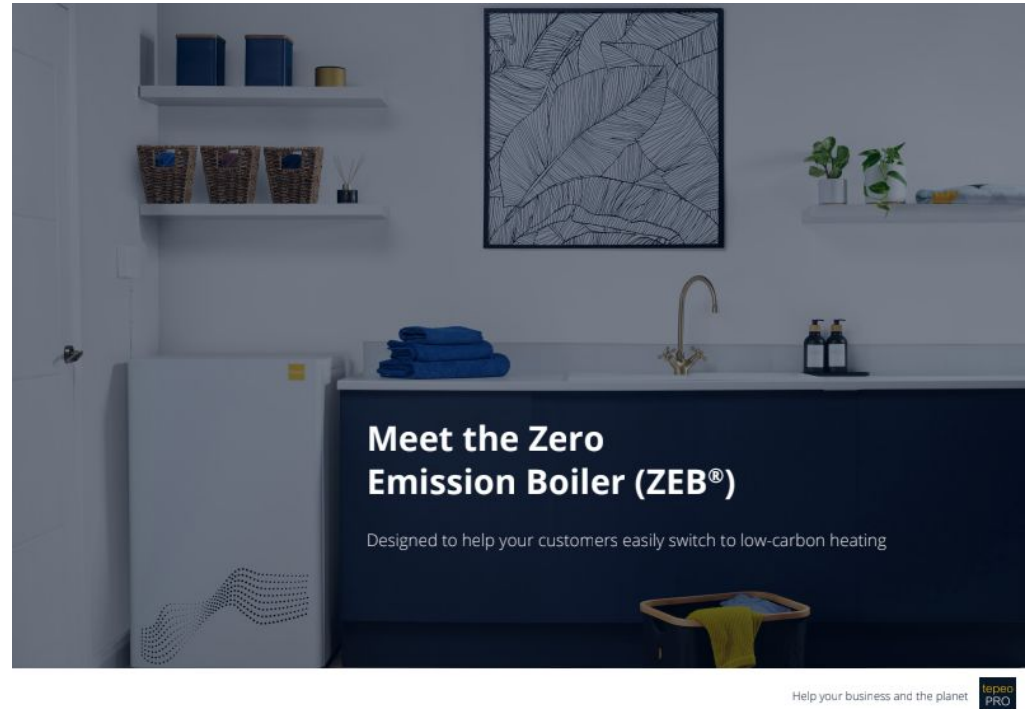 Meet the Zero
Emission Boiler (ZEB®)
Designed to help your customers easily switch to low-carbon heating
Help your business and the planet
tepeo
PRO